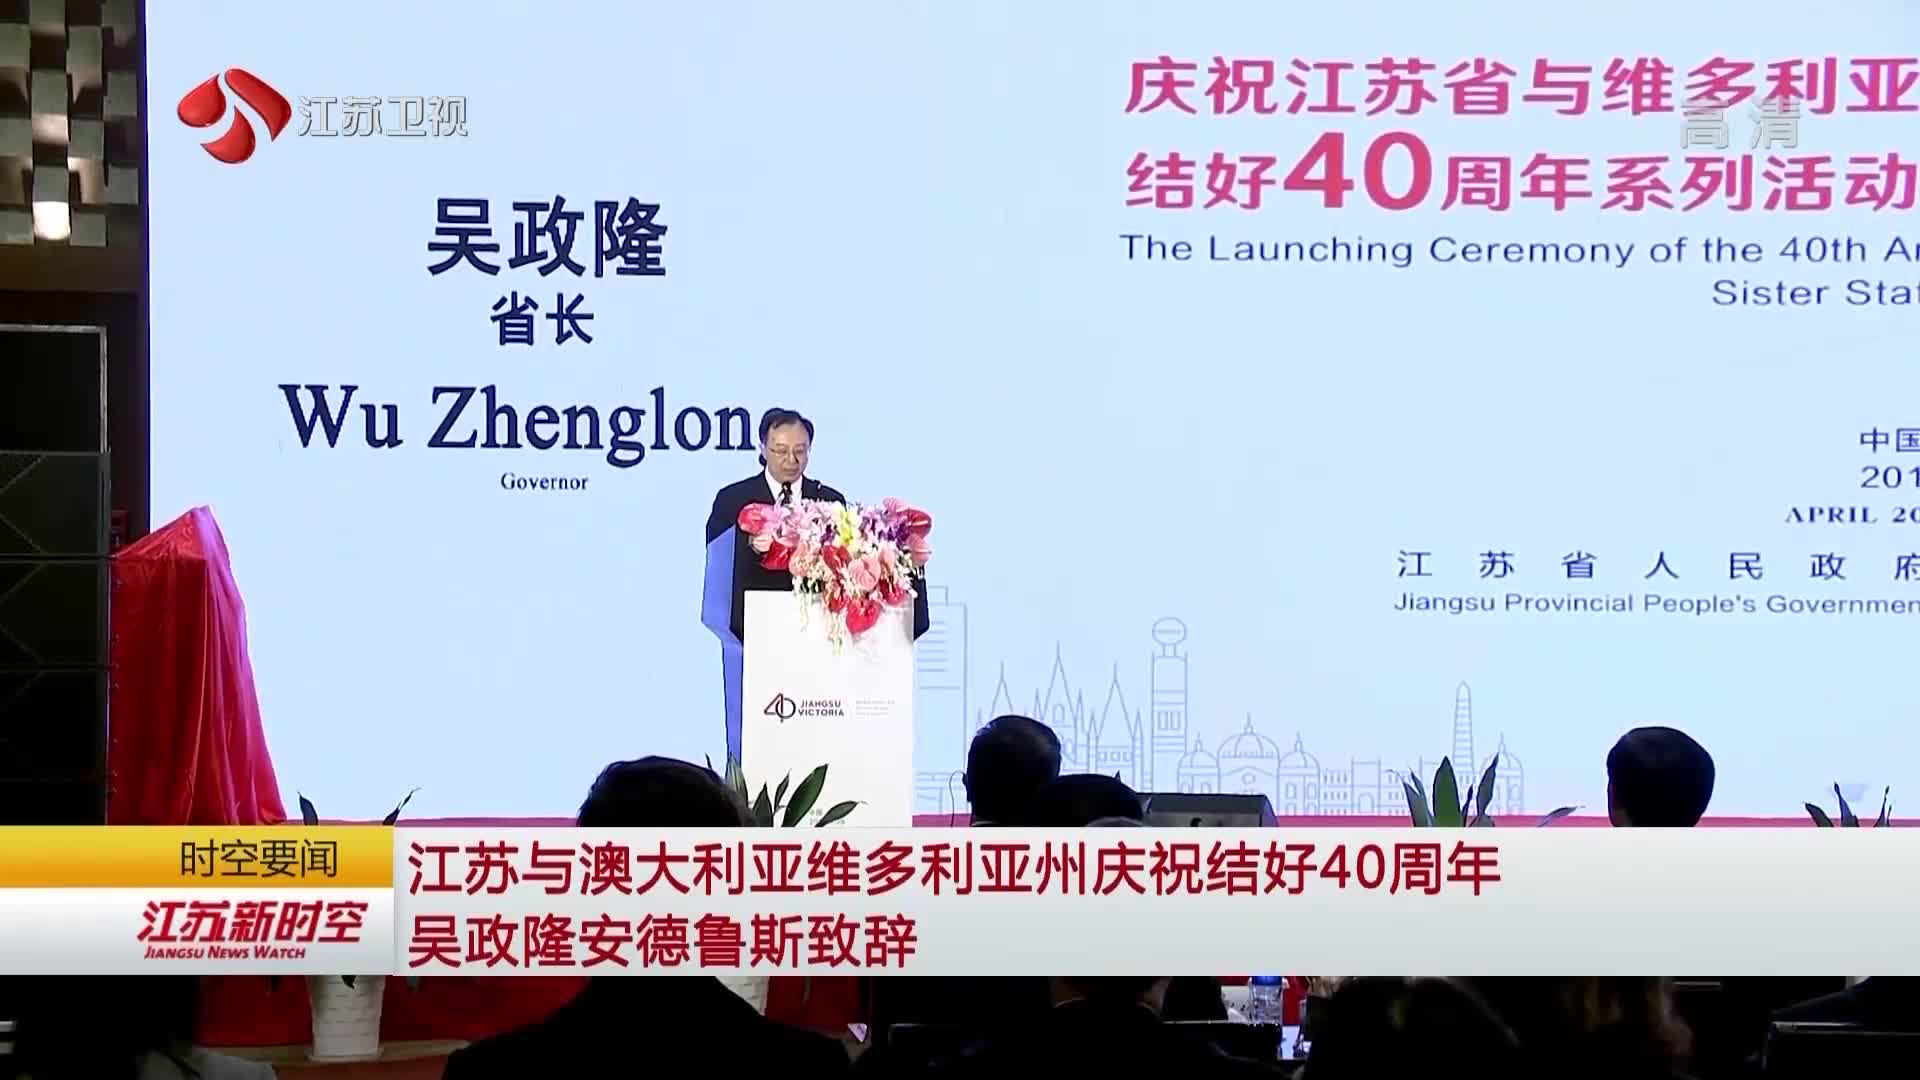 江苏卫视
高清
庆祝江苏省与维多利亚
结好40周年系列活动
The Launching Ceremony of the 40th
Sister
吴政隆
省长
Wu Zhenglon
Governor
中国
201
APRIL 20
江苏省人民政府
Jiangsu Provincial People's Governmen
40 JIANGSU
VICTORIA
时空要闻
江苏新时空
JIANGSU NEWS WATCH
江苏与澳大利亚维多利亚州庆祝结好40周年
吴政隆安德鲁斯致辞